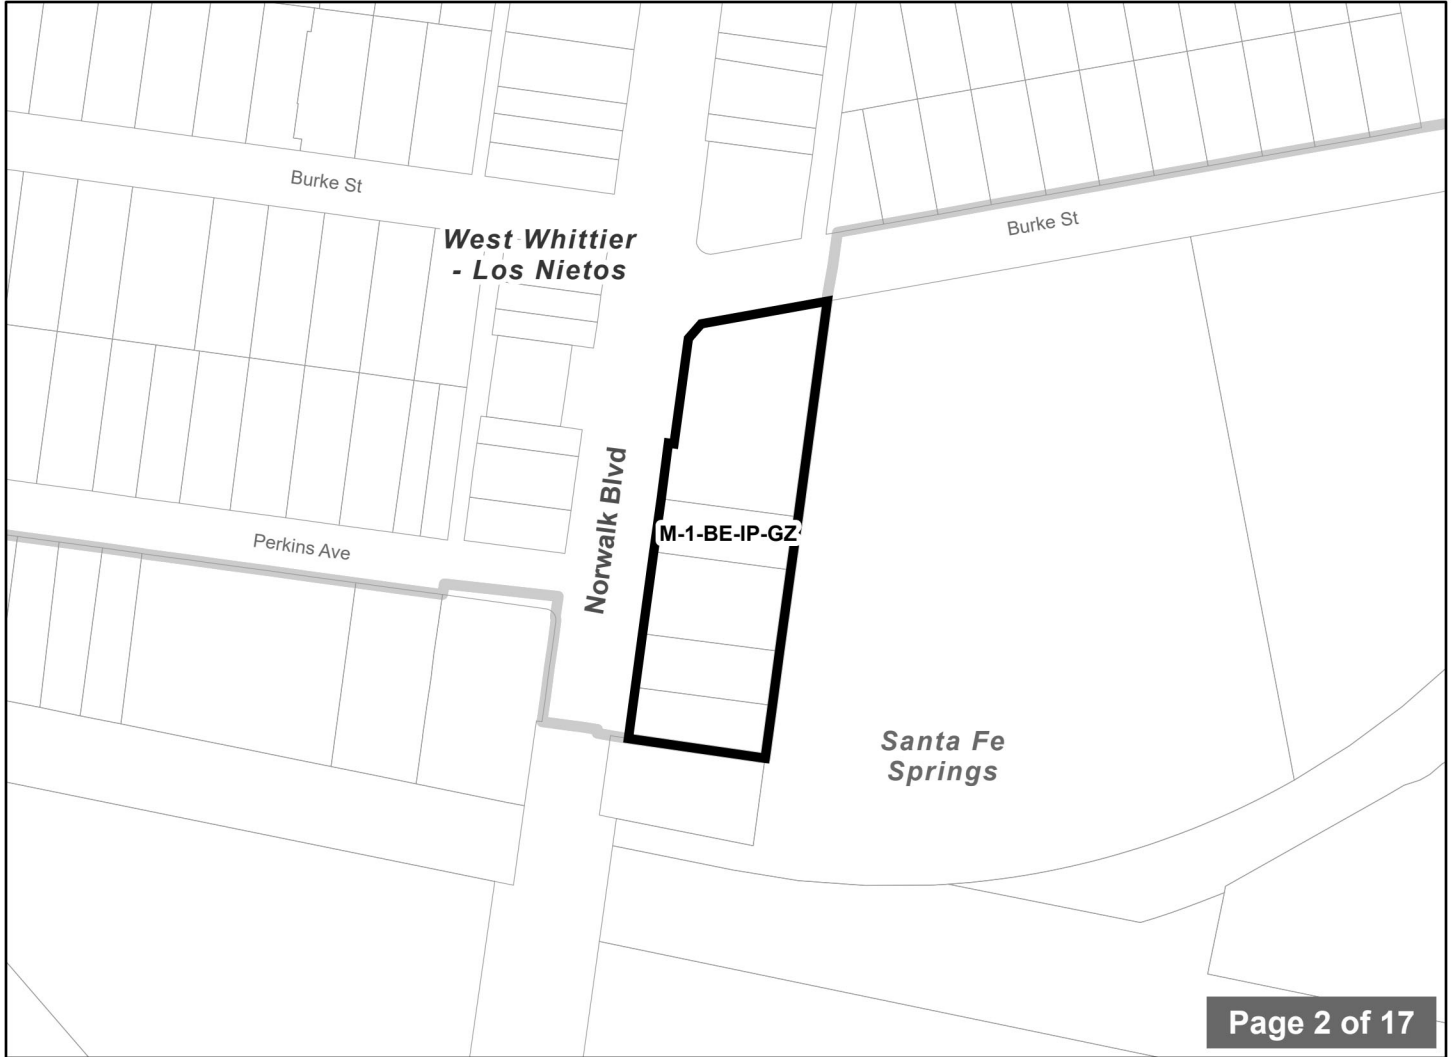 Burke St
Burke St
West Whittier
- Los Nietos
Norwalk Blvd
M-1-BE-IP-GZ
Perkins Ave
Santa Fe
Springs
Page 2 of 17